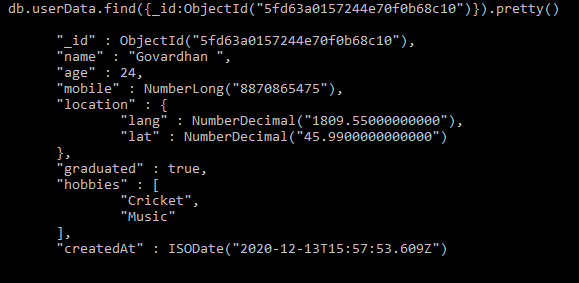 db.userData.find({_id:ObjectId("5fd63a0157244e70f0b68c10")}).pretty()
"_id" : ObjectId("5fd63a0157244e70f0b68c10"),
"name" : "Govardhan ",
"age" : 24,
"mobile" : NumberLong("8870865475"),
"location" : {
"lang" : NumberDecimal("1809.55000000000"),
"lat" : NumberDecimal("45.9900000000000")
},
"graduated" : true,
"hobbies" : [
"Cricket",
"Music"
],
"createdAt" : ISODate("2020-12-13T15:57:53.609Z")